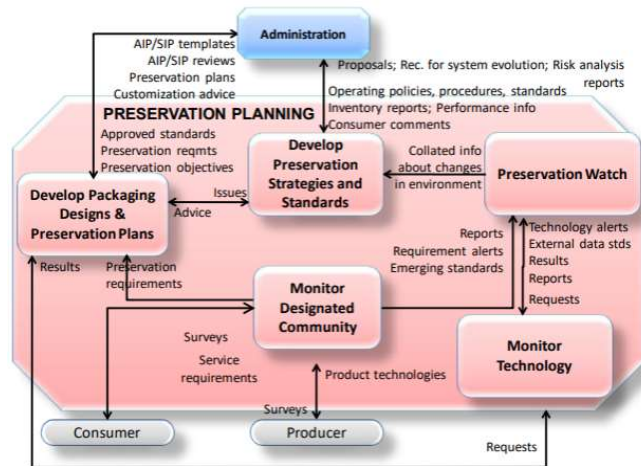 AIP/SIP templates
AIP/SIP reviews
Preservation plans
Customization advice
Administration
Proposals; Rec. for system evolution; Risk analysis
reports
Operating policies, procedures, standards
Inventory reports; Performance info
Consumer comments
PRESERVATION PLANNING
Approved standards
Preservation reqmts
Preservation objectives
Develop
Preservation
Strategies and
Standards
Collated info
about changes
in environment
Preservation Watch
Develop Packaging
Designs &
Preservation Plans
Issues
Advice
Results
Preservation
requirements
Reports
Requirement alerts
Emerging standards
Technology alerts
External data stds
Results
Reports
Requests
Monitor
Designated
Community
Monitor
Technology
Surveys
Service
requirements
Product technologies
Surveys
Consumer
Producer
Requests